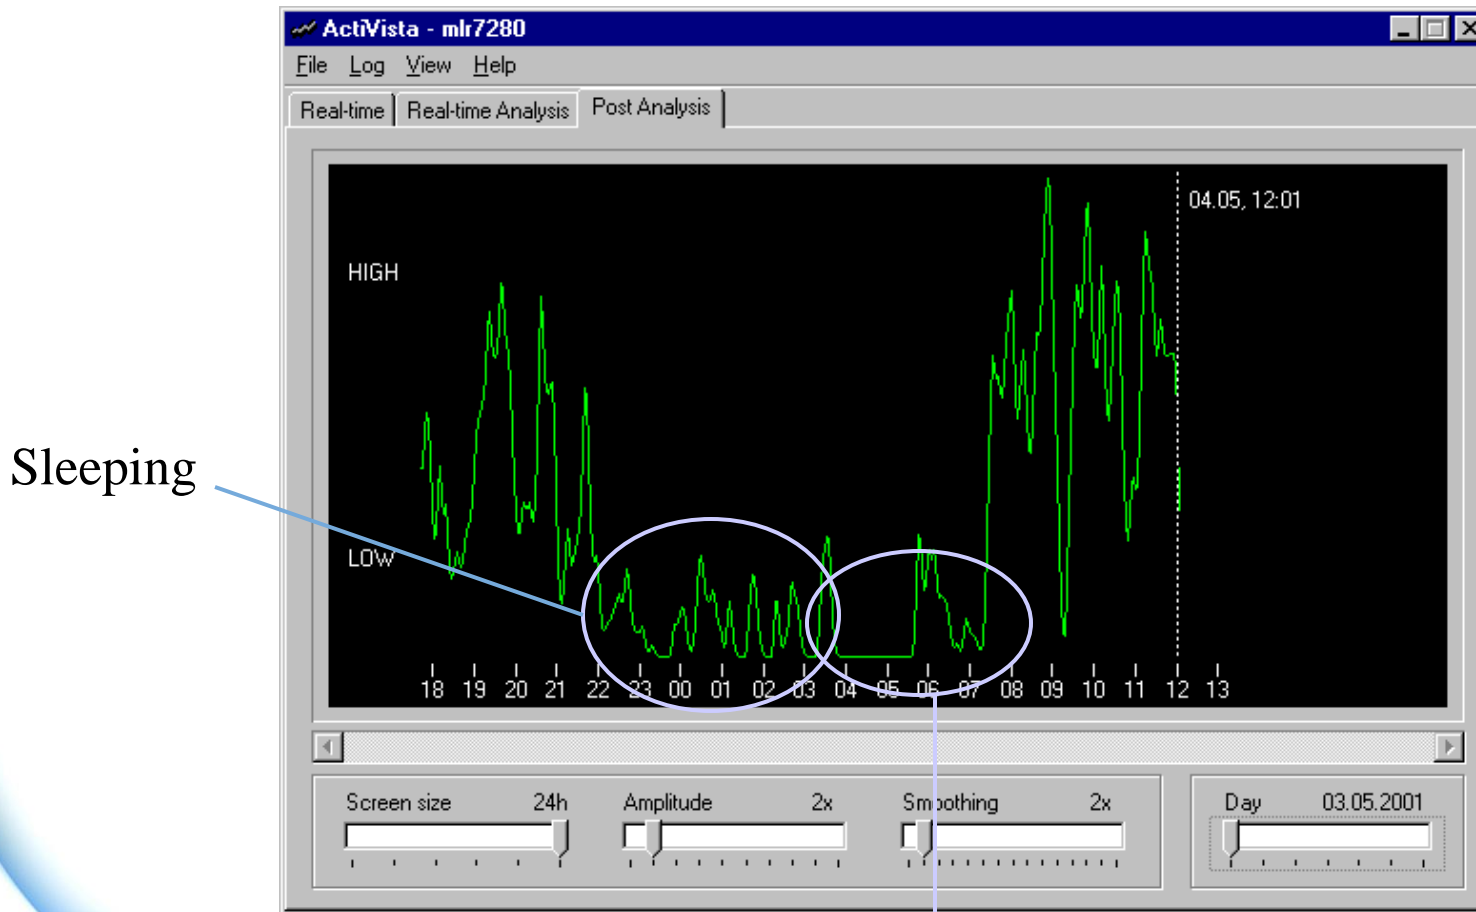 ActiVista - mlr7280
File Log View Help
Real-time Real-time Analysis Post Analysis
04.05, 12:01
HIGH
Sleeping
LOW
18 19 20 21 22 23 00 01 02 03 04 05 06 07 08 09 10 11 12 13
Screen size 24h Amplitude 2x Smoothing 2x Day 03.05.2001